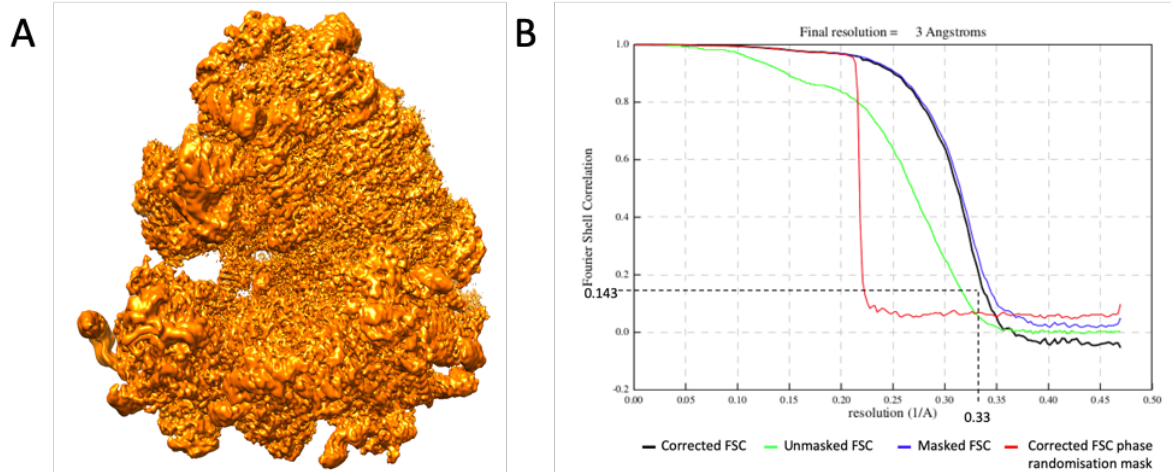 A
B
Final resolution = 3 Angstroms
Fourier Shell Correlation
1.0
0.8
0.6
0.4
0.2
0.143
0.0
-0.2
0.00 0.05 0.10 0.15 0.20 0.25 0.30 0.35 0.40 0.45 0.50
resolution (1/A)
0.33
Corrected FSC Unmasked FSC Masked FSC Corrected FSC phase
randomisation mask